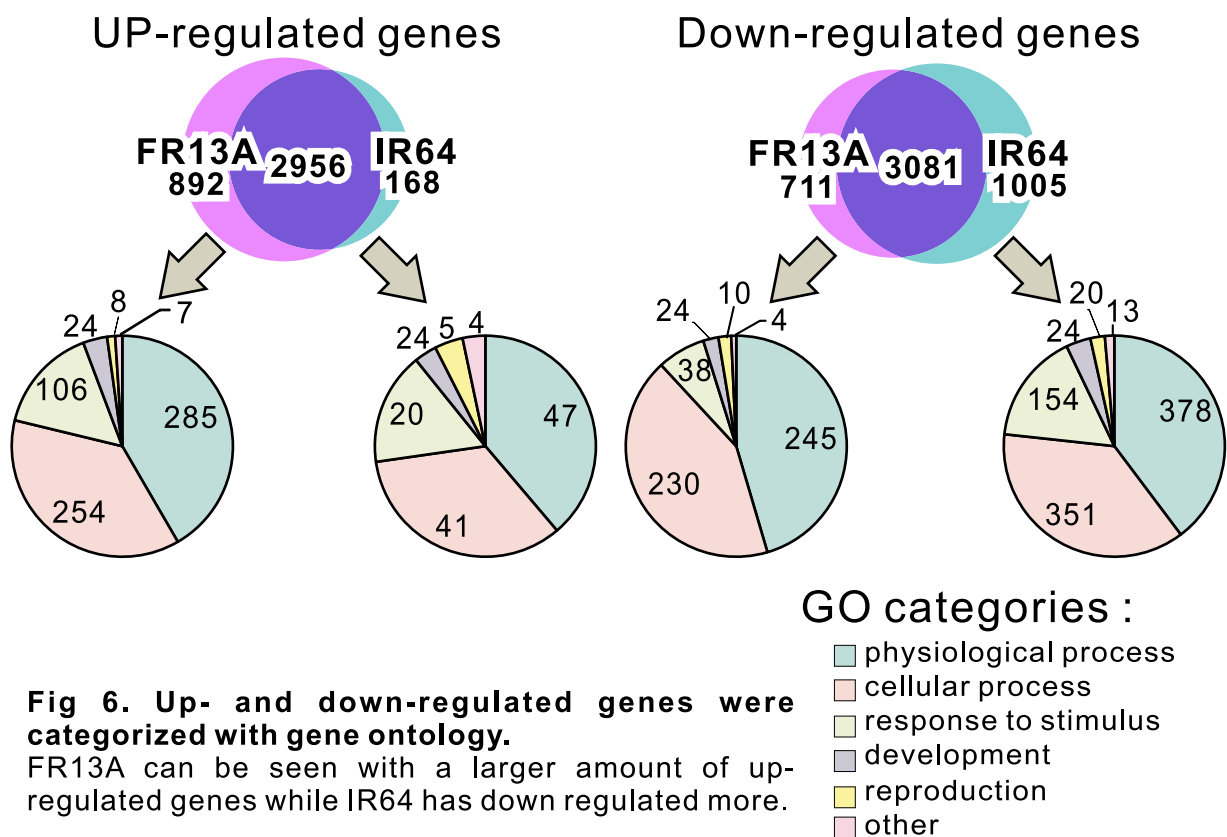 UP-regulated genes
Down-regulated genes
FR13A
892
2956
IR64
168
FR13A
711
3081
IR64
1005
285
254
106
24
8
7
47
41
20
24
5
4
245
230
38
24
10
4
378
351
154
24
20
13
GO categories :
physiological process
cellular process
response to stimulus
development
reproduction
other
Fig 6. Up- and down-regulated genes were
categorized with gene ontology.
FR13A can be seen with a larger amount of up-
regulated genes while IR64 has down regulated more.